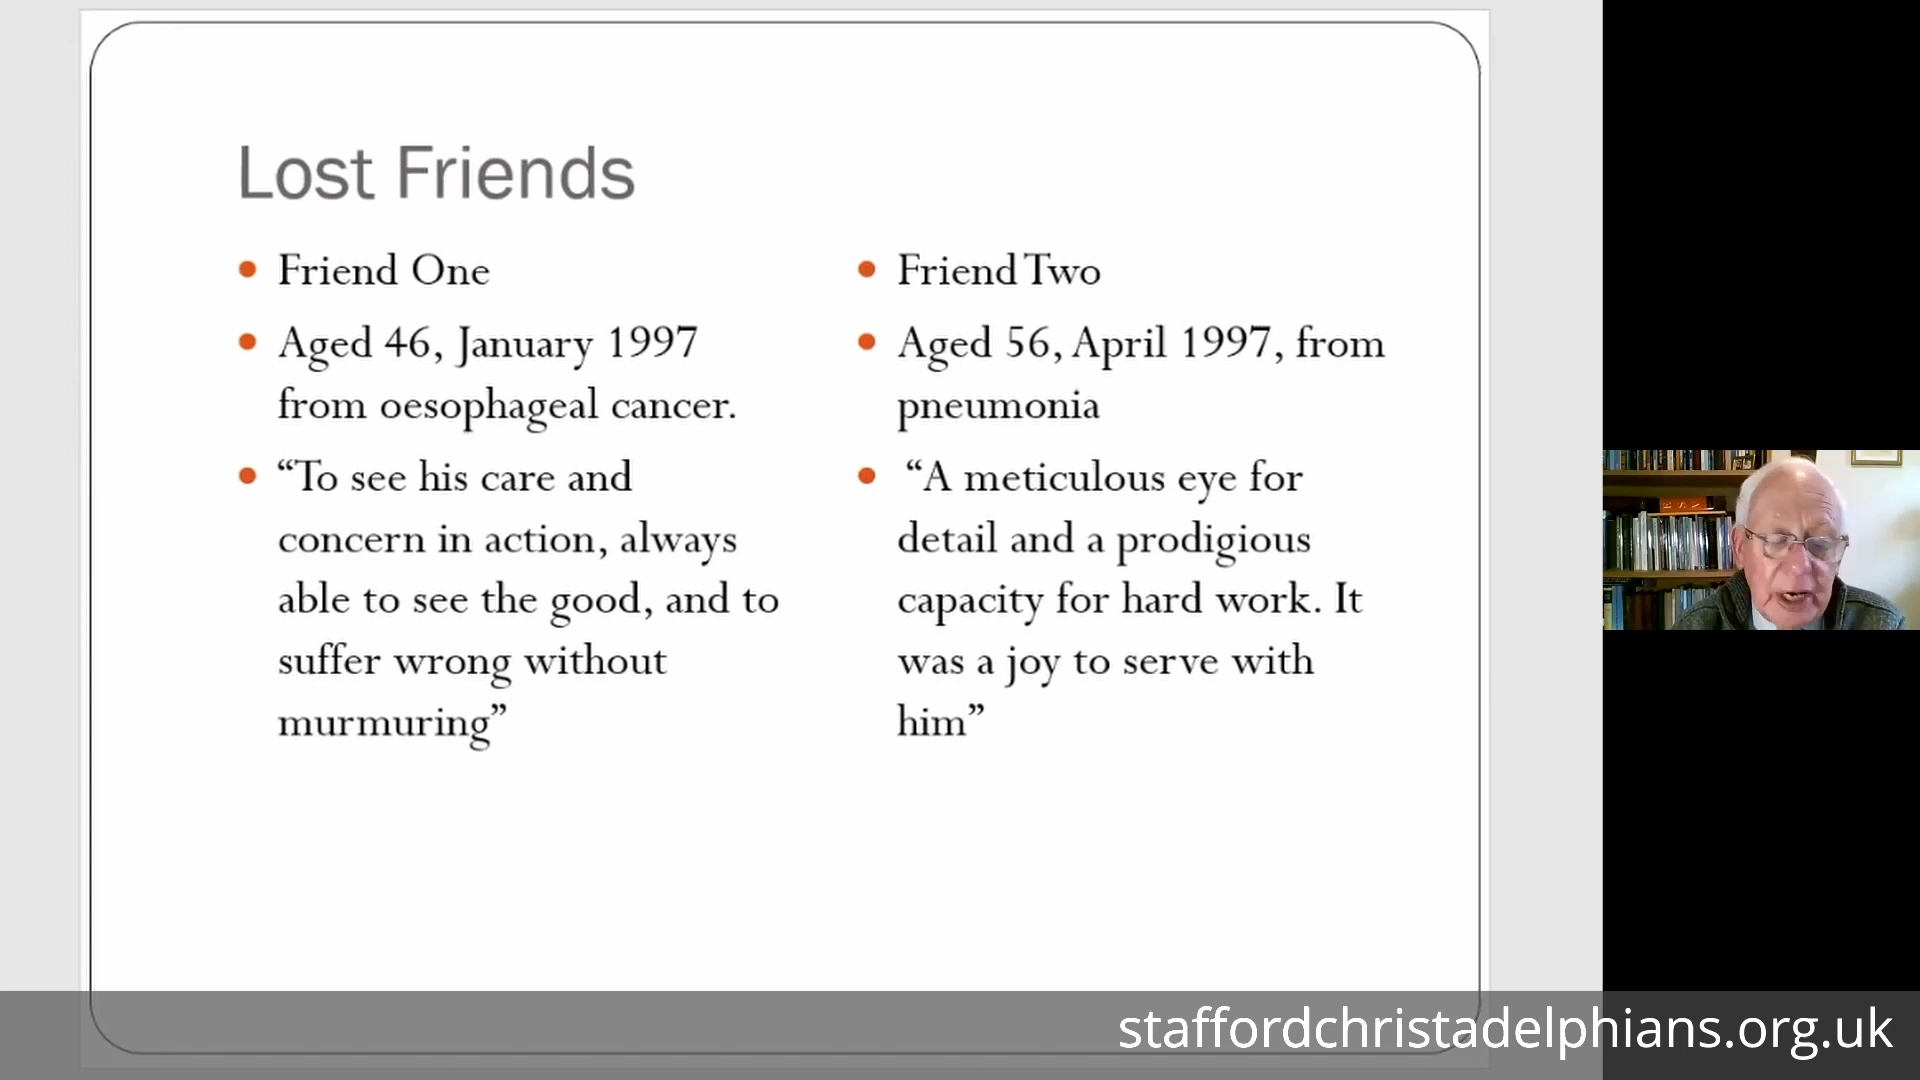 Lost Friends
• Friend One
• Aged 46, January 1997
from oesophageal cancer.
• “To see his care and
concern in action, always
able to see the good, and to
suffer wrong without
murmuring”
• Friend Two
• Aged 56, April 1997, from
pneumonia
• “A meticulous eye for
detail and a prodigious
capacity for hard work. It
was a joy to serve with
him”
staffordchristadelphians.org.uk